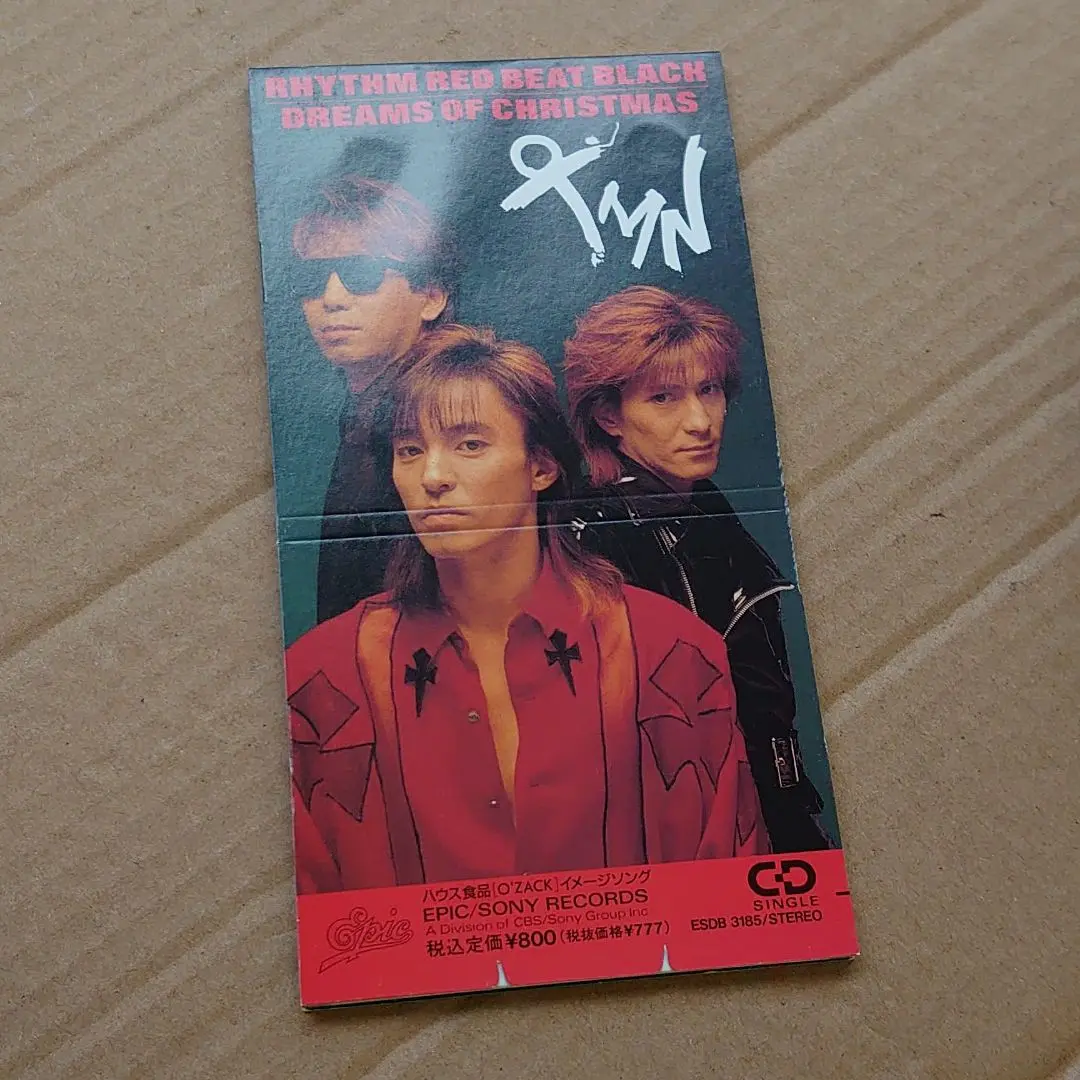 RHYTHM RED BEAT BLACK
DREAMS OF CHRISTMAS
TMN
ハウス食品[O'ZACK]イメージソング
EPIC/SONY RECORDS
A Division of CBS/Sony Group Inc
税込定価¥800(税抜価格¥777)
Epic
CD
SINGLE
ESDB 3185/STEREO